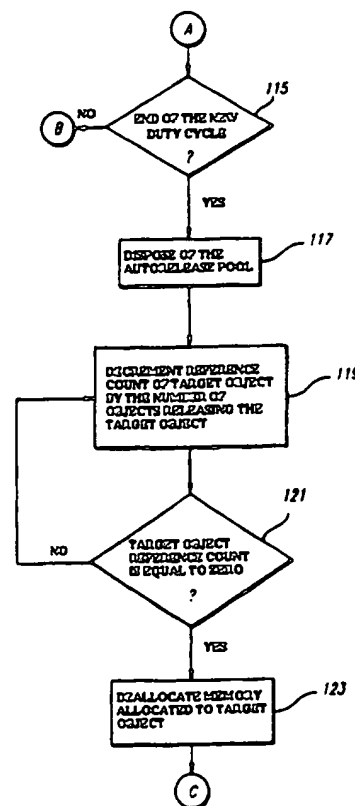 A
115
NO
B
END OF THE NEW
DUTY CYCLE
?
YES
117
DISPOSE OF THE
AUTORELEASE POOL
DECREMENT REFERENCE
COUNT OF TARGET OBJECT
BY THE NUMBER OF
OBJECTS RELEASING THE
TARGET OBJECT
119
121
NO
TARGET OBJECT
REFERENCE COUNT
IS EQUAL TO ZERO
?
YES
DEALLOCATE MEMORY
ALLOCATED TO TARGET
OBJECT
123
C